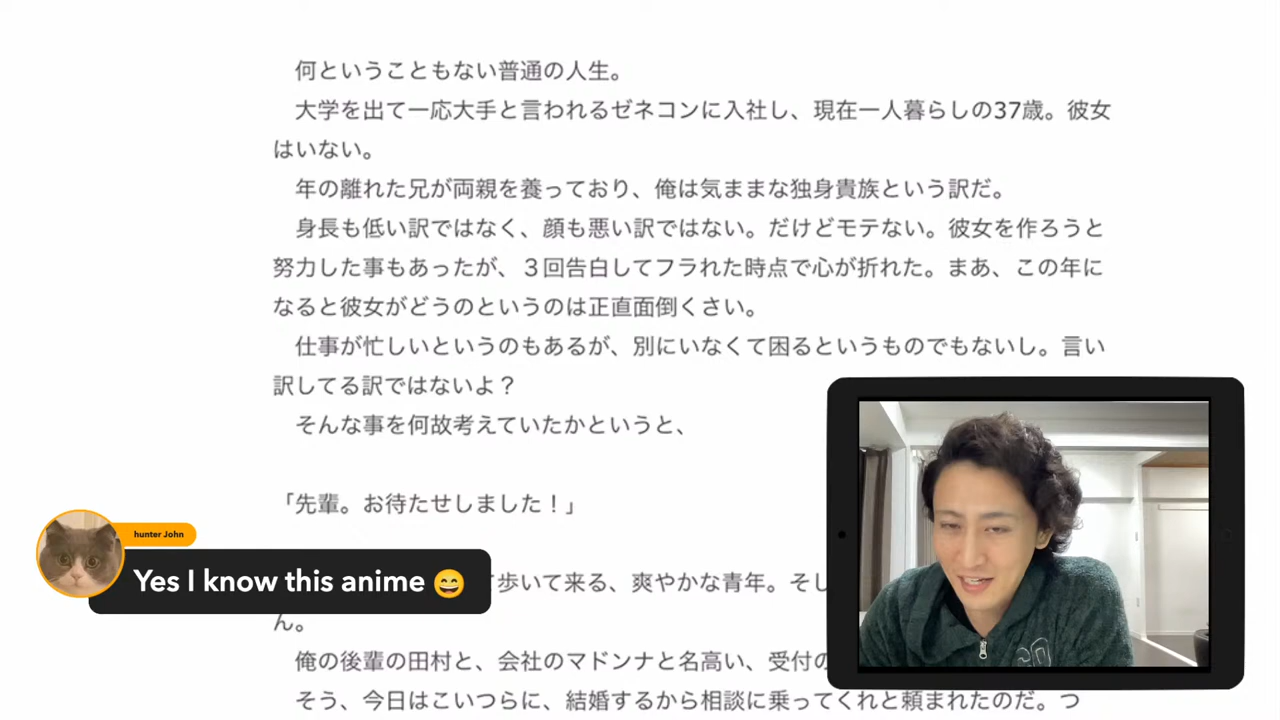 何ということもない普通の人生。
大学を出て一応大手と言われるゼネコンに入社し、現在一人暮らしの37歳。彼女
はいない。
年の離れた兄が両親を養っており、俺は気ままな独身貴族という訳だ。
身長も低い訳ではなく、顔も悪い訳ではない。だけどモテない。彼女を作ろうと
努力した事もあったが、３回告白してフラれた時点で心が折れた。まあ、この年に
なると彼女がどうのというのは正直面倒くさい。
仕事が忙しいというのもあるが、別にいなくて困るというものでもないし。言い
訳してる訳ではないよ？
そんな事を何故考えていたかというと、
「先輩。お待たせしました！」
hunter John
Yes I know this anime 😄
歩いて来る、爽やかな青年。そし
ん。
俺の後輩の田村と、会社のマドンナと名高い、受付の
そう、今日はこいつらに、結婚するから相談に乗ってくれと頼まれたのだ。つ